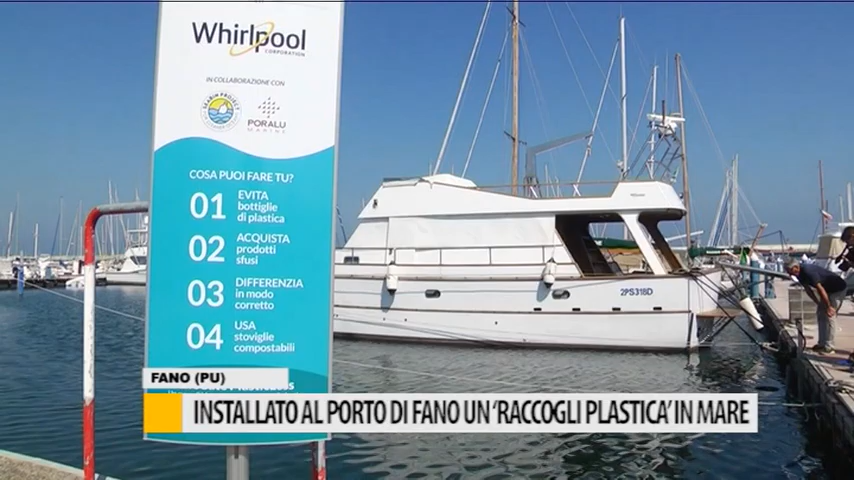 Whirlpool
CORPORATION
IN COLLABORAZIONE CON
SEABIN PROJECT
PORALU
MARINE
COSA PUOI FARE TU?
01 EVITA
bottiglie
di plastica
02 ACQUISTA
prodotti
sfusi
03 DIFFERENZIA
in modo
corretto
04 USA
stoviglie
compostabili
2PS318D
FANO (PU)
INSTALLATO AL PORTO DI FANO UN ‘RACCOGLI PLASTICA’ IN MARE